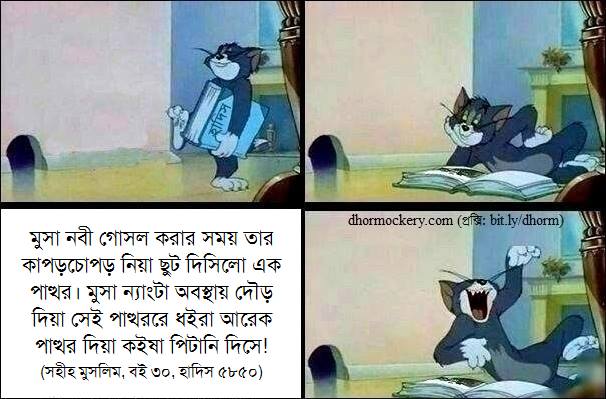 মুসা নবী গোসল করার সময় তার
কাপড়চোপড় নিয়া ছুট দিসিলো এক
পাত্থর। মুসা ন্যাংটা অবস্থায় দৌড়
দিয়া সেই পাত্থররে ধইরা আরেক
পাত্থর দিয়া কইষা পিটানি দিসে!
(সহীহ মুসলিম, বই ৩০, হাদিস ৫৮৫০)
dhormockery.com (প্রক্সি: bit.ly/dhorm)